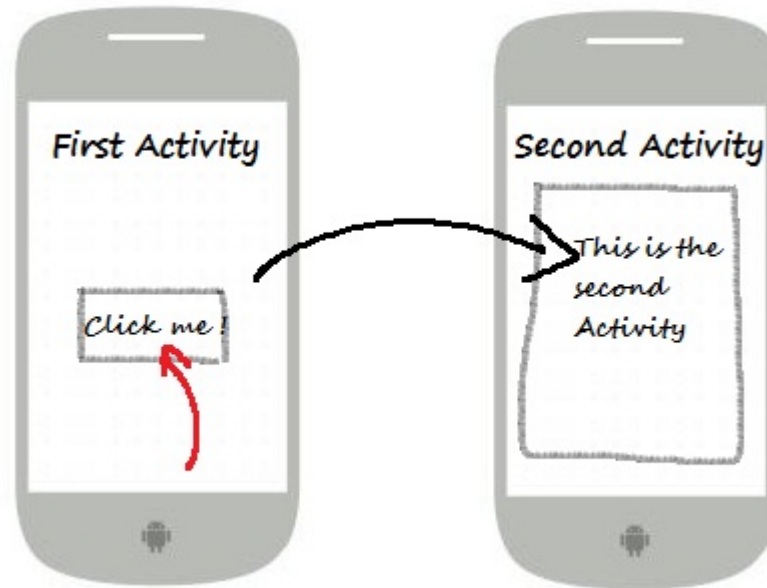 First Activity
Click me !
Second Activity
This is the
second
Activity